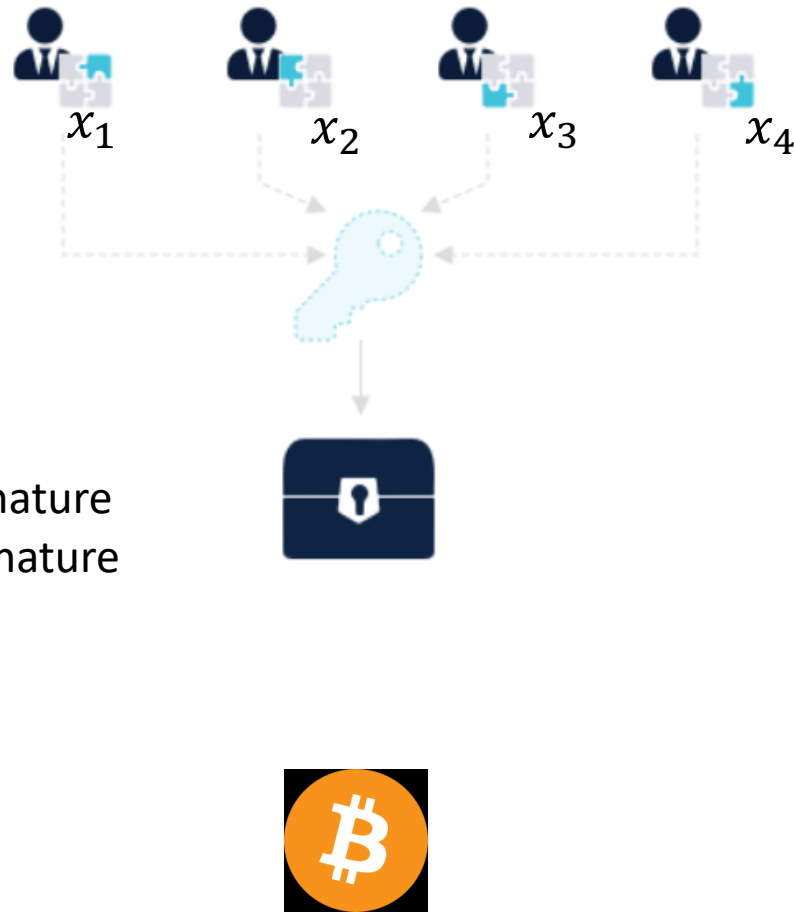 x₁ x₂ x₃ x₄
nature
nature
₿